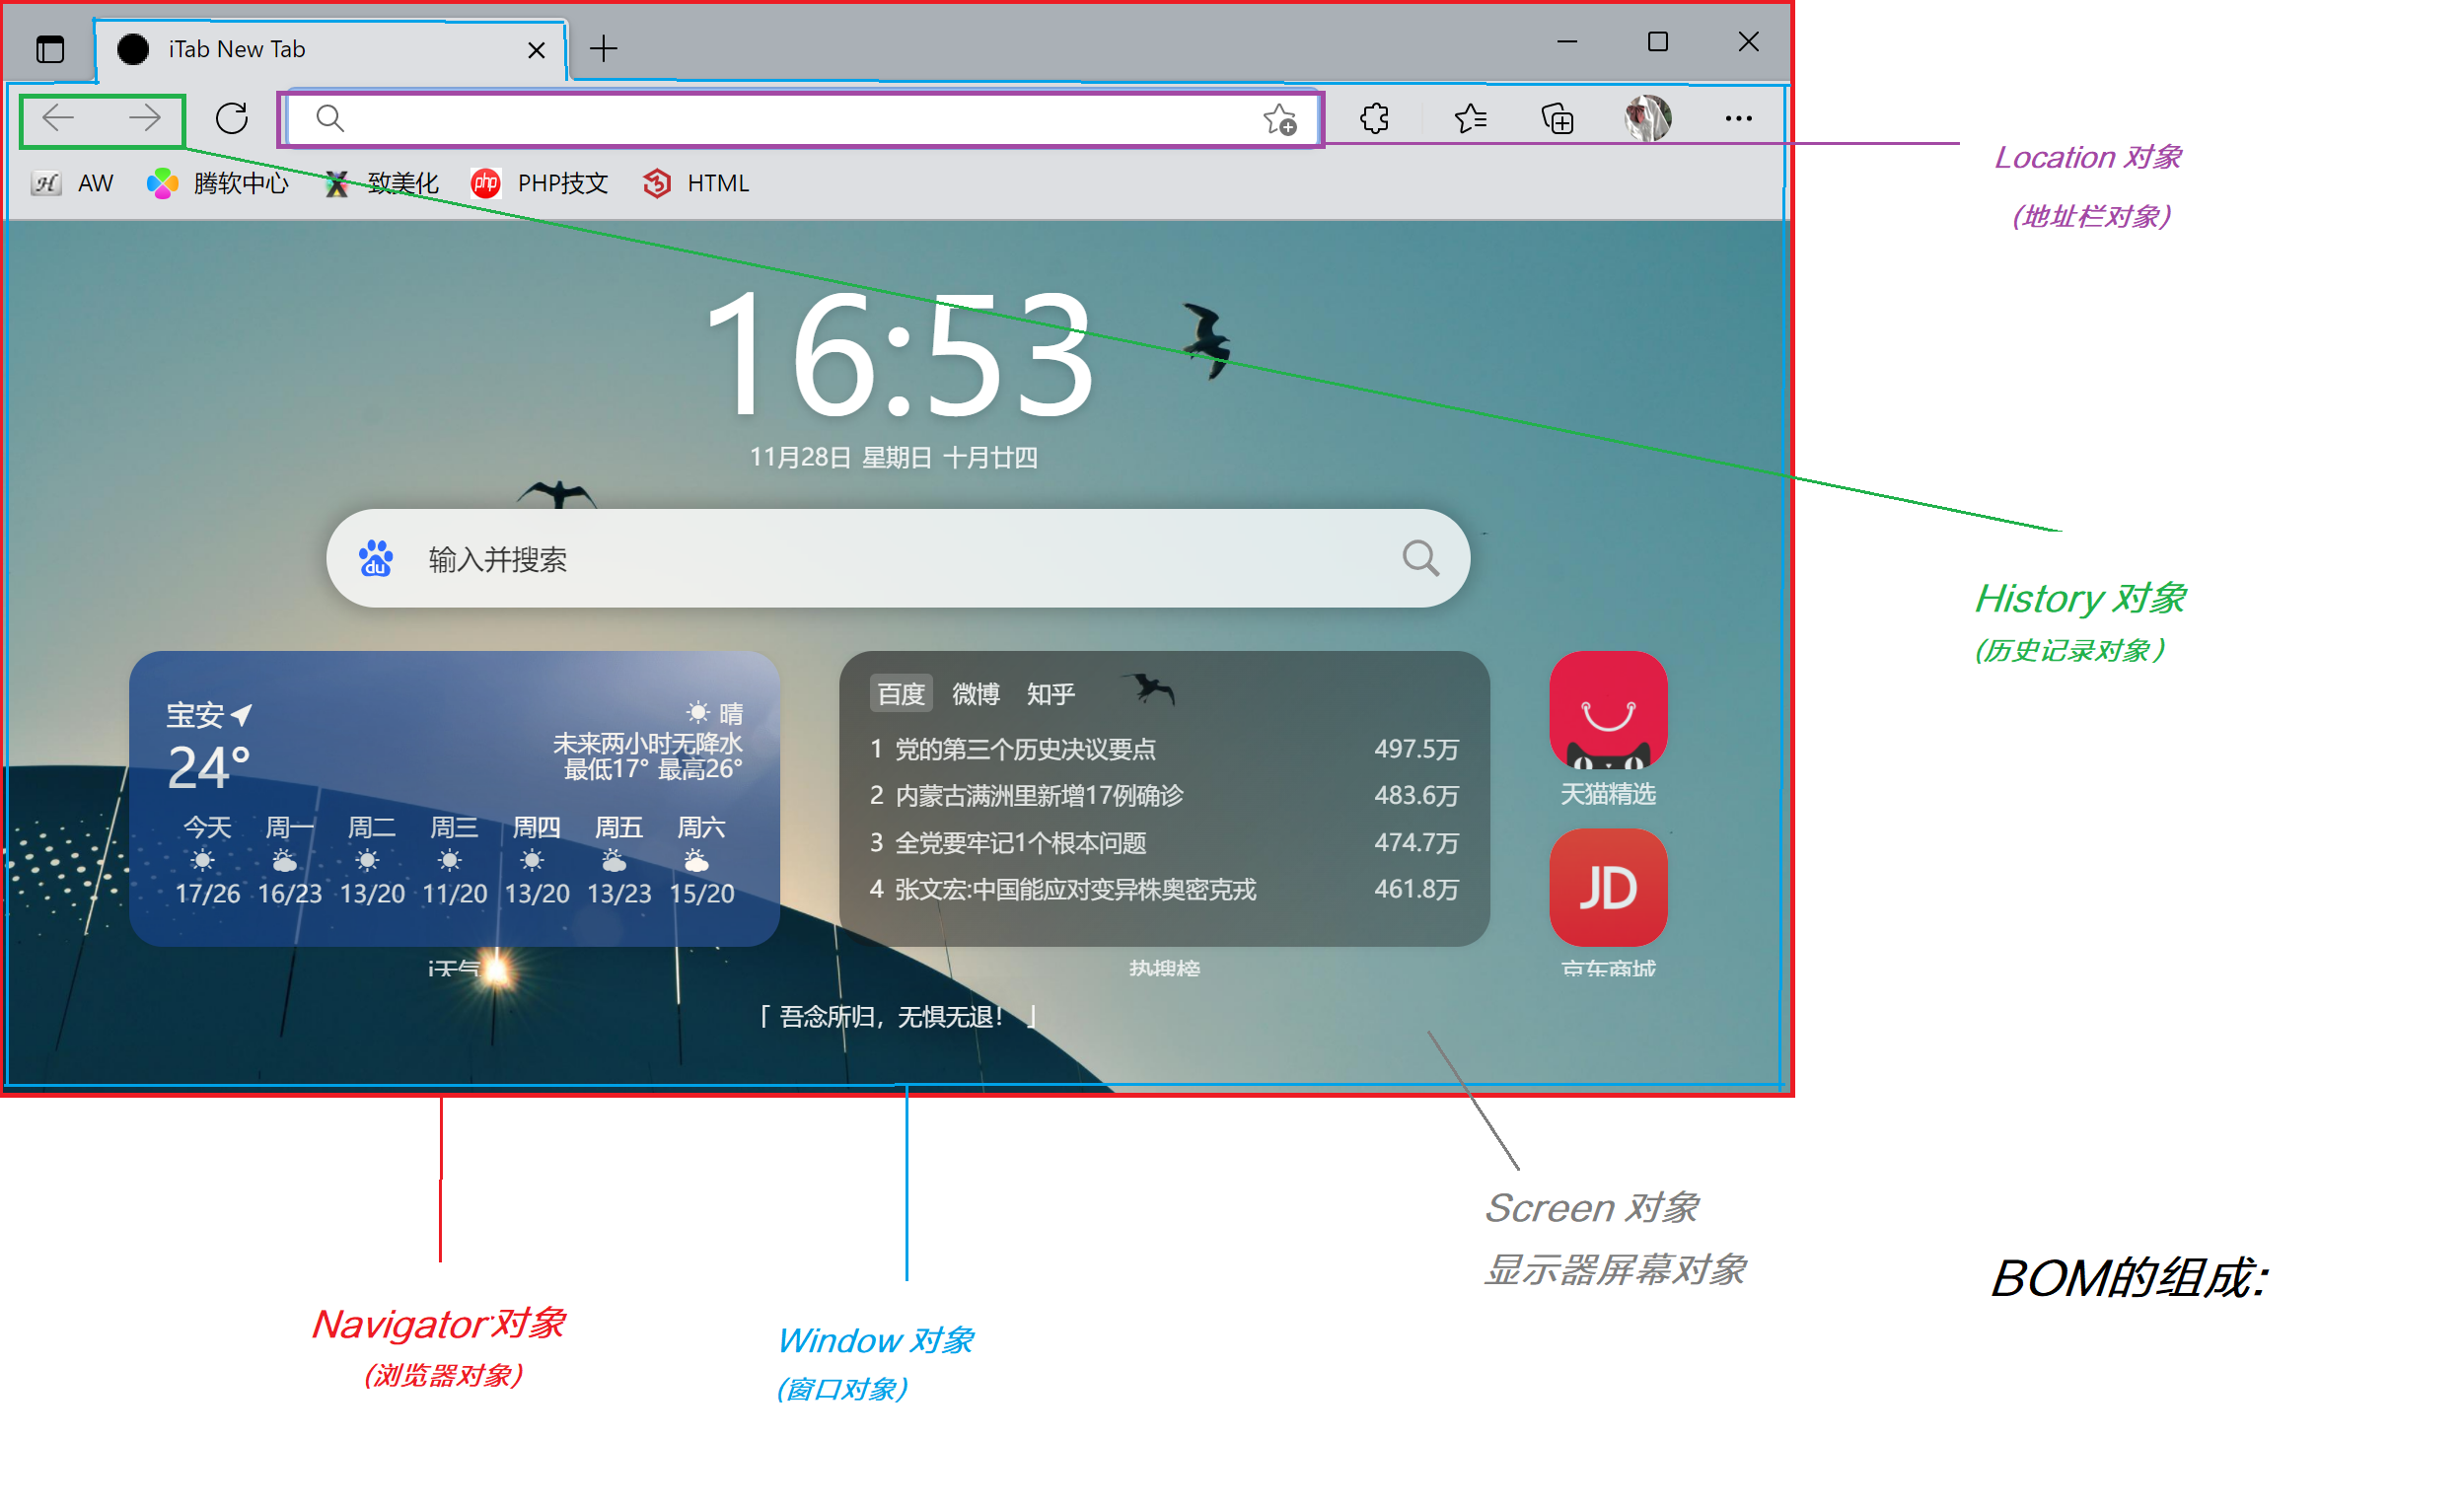 iTab New Tab
AW 腾软中心 致美化 php PHP技文 HTML
Location 对象
(地址栏对象)
16:53
11月28日 星期日 十月廿四
du 输入并搜索
History 对象
(历史记录对象)
宝安
24°
晴
未来两小时无降水
最低17° 最高26°
今天 周一 周二 周三 周四 周五 周六
17/26 16/23 13/20 11/20 13/20 13/23 15/20
i天气
百度 微博 知乎
1 党的第三个历史决议要点 497.5万
2 内蒙古满洲里新增17例确诊 483.6万
3 全党要牢记1个根本问题 474.7万
4 张文宏:中国能应对变异株奥密克戎 461.8万
热搜榜
天猫精选
JD
京东商城
「 吾念所归，无惧无退！ 」
Screen 对象
显示器屏幕对象
BOM的组成:
Navigator对象
(浏览器对象)
Window 对象
(窗口对象)